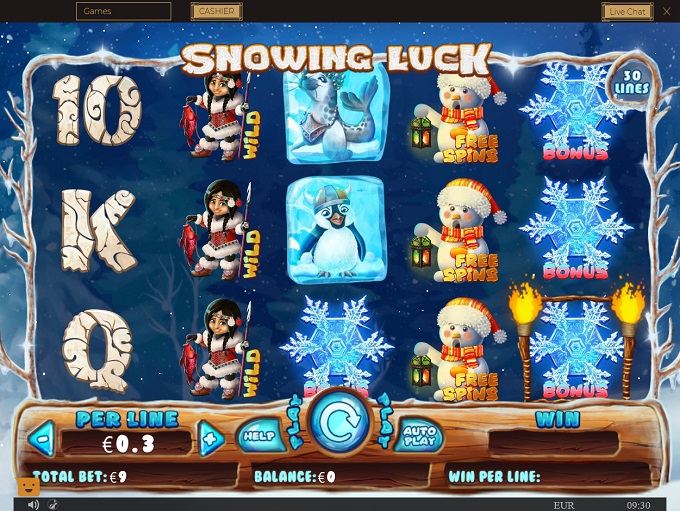 Games CASHIER Live Chat X
SNOWING LUCK
30
LINES
10 WILD FREE
SPINS BONUS
K WILD FREE
SPINS BONUS
Q WILD BONUS FREE
SPINS BONUS
PER LINE PLAY PLAY WIN
€0.3 HELP AUTO
PLAY
TOTAL BET:€9 BALANCE:€0 WIN PER LINE:
EUR 09:30